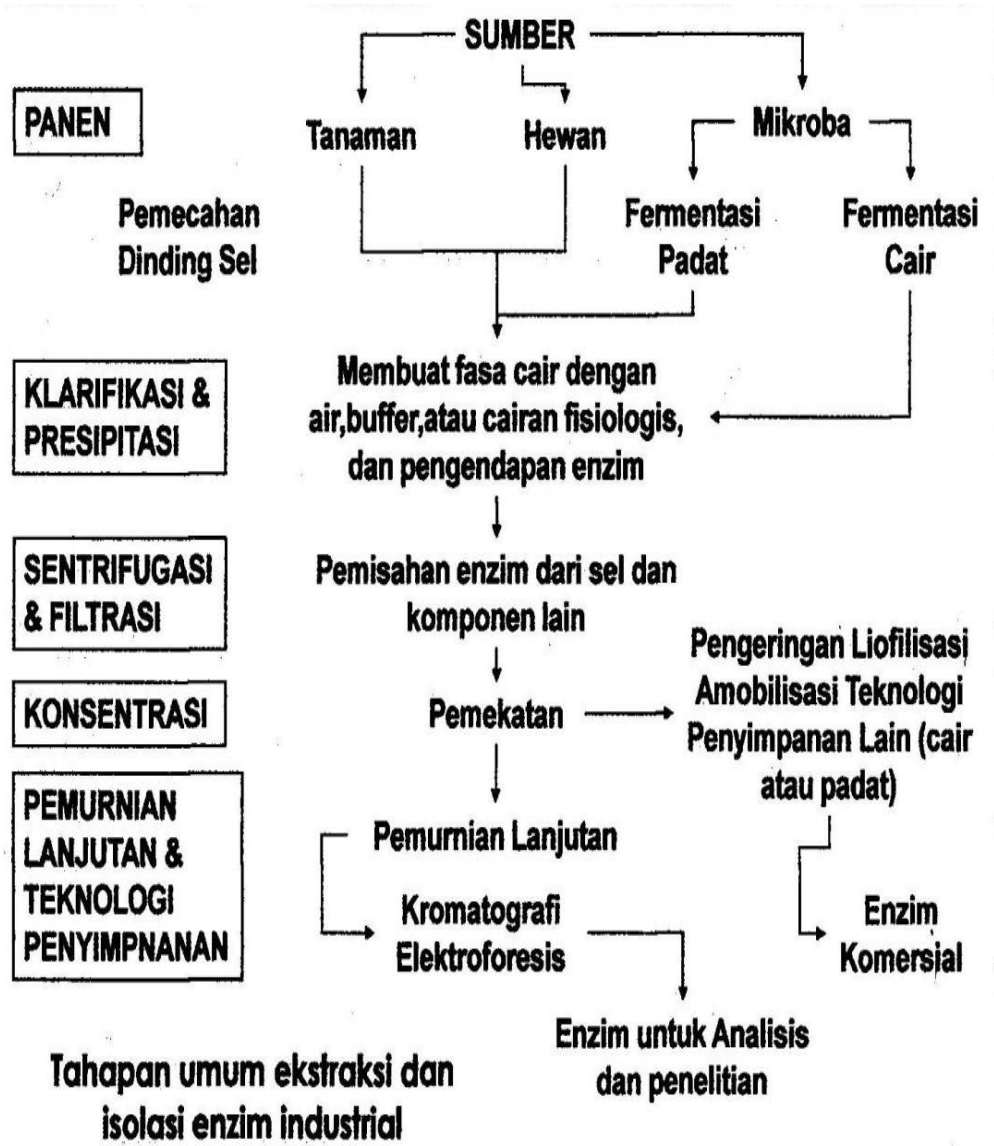 SUMBER
PANEN
Tanaman
Hewan
Mikroba
Pemecahan
Dinding Sel
Fermentasi
Padat
Fermentasi
Cair
KLARIFIKASI &
PRESIPITASI
Membuat fasa cair dengan
air,buffer,atau cairan fisiologis,
dan pengendapan enzim
SENTRIFUGASI
& FILTRASI
Pemisahan enzim dari sel dan
komponen lain
KONSENTRASI
Pemekatan
Pengeringan Liofilisasi
Amobilisasi Teknologi
Penyimpanan Lain (cair
atau padat)
PEMURNIAN
LANJUTAN &
TEKNOLOGI
PENYIMPNANAN
Pemurnian Lanjutan
Kromatografi
Elektroforesis
Enzim
Komersial
Enzim untuk Analisis
dan penelitian
Tahapan umum ekstraksi dan
isolasi enzim industrial